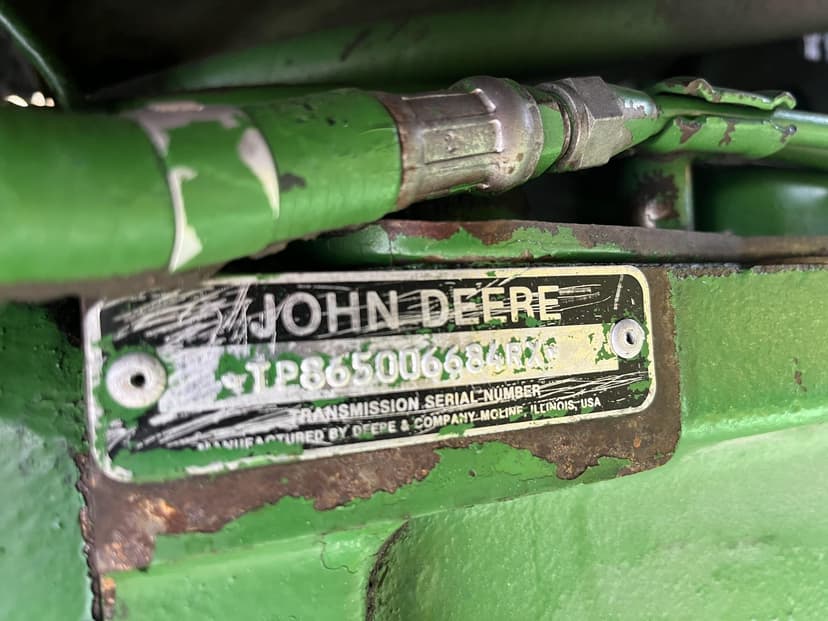 JOHN DEERE
*TP865006684RX*
TRANSMISSION SERIAL NUMBER
MANUFACTURED BY DEERE & COMPANY MOLINE, ILLINOIS, USA